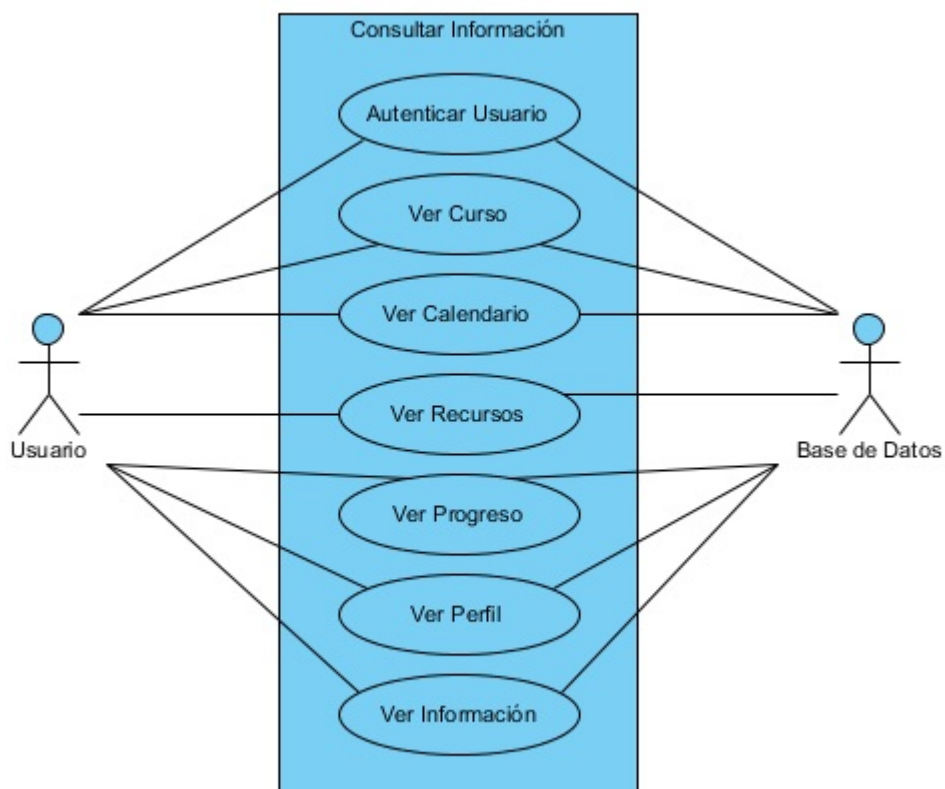 Consultar Información
Autenticar Usuario
Ver Curso
Ver Calendario
Ver Recursos
Usuario
Base de Datos
Ver Progreso
Ver Perfil
Ver Información